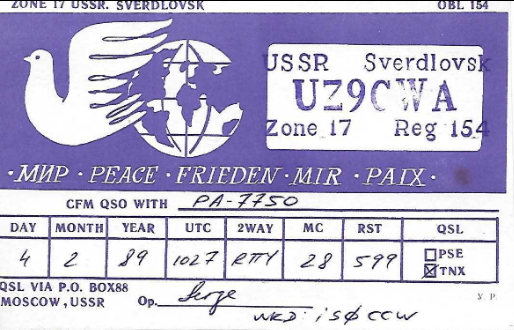 ZONE 17 USSR. SVERDLOVSK OBL 154
USSR Sverdlovsk
UZ9CWA
Zone 17 Reg 154
· МИР · PEACE · FRIEDEN · MIR · PAIX ·
CFM QSO WITH PA-7750
DAY MONTH YEAR UTC 2WAY MC RST QSL
4 2 89 1027 RTTY 28 599 PSE
TNX
QSL VIA P.O. BOX88
MOSCOW, USSR Op. Serge
WKD: iSØCCW